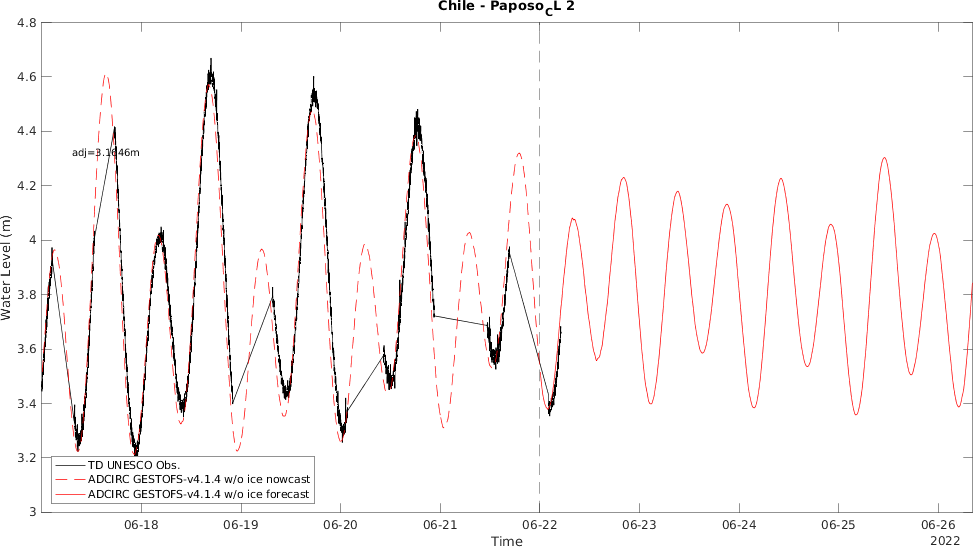 Chile - PaposoCL 2
4.8
4.6
4.4
4.2
4
3.8
3.6
3.4
3.2
3
Water Level (m)
adj=3.1646m
TD UNESCO Obs.
ADCIRC GESTOFS-v4.1.4 w/o ice nowcast
ADCIRC GESTOFS-v4.1.4 w/o ice forecast
06-18 06-19 06-20 06-21 06-22 06-23 06-24 06-25 06-26
Time
2022